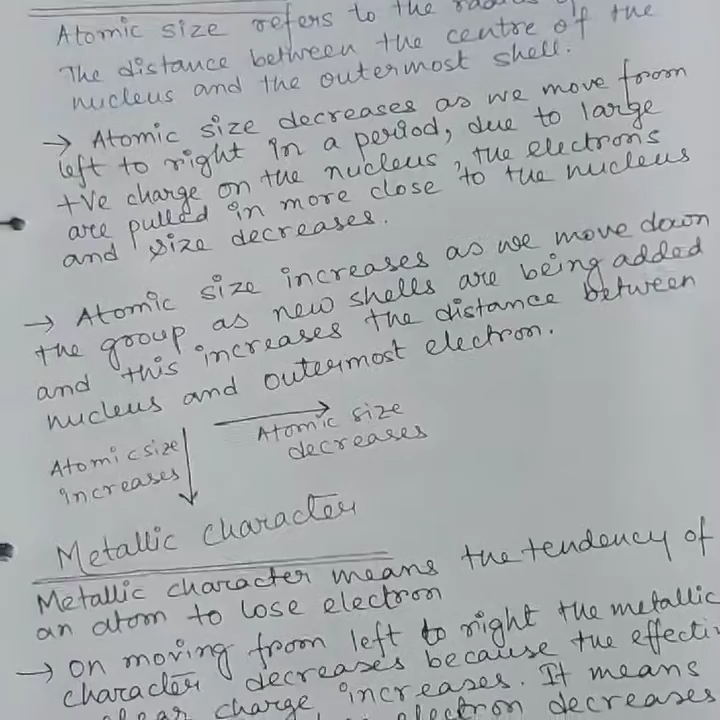 Atomic size refers to the radius
The distance between the centre of the
nucleus and the outermost shell.
→ Atomic size decreases as we move from
left to right in a period, due to large
+ve charge on the nucleus, the electrons
are pulled in more close to the nucleus
and size decreases.
→ Atomic size increases as we move down
the group as new shells are being added
and this increases the distance between
nucleus and outermost electron.
Atomic size
increases
Atomic size
decreases
Metallic character
Metallic character means the tendency of
an atom to lose electron
→ on moving from left to right the metallic
character decreases because the effecti
charge increases. It means
electron decreases